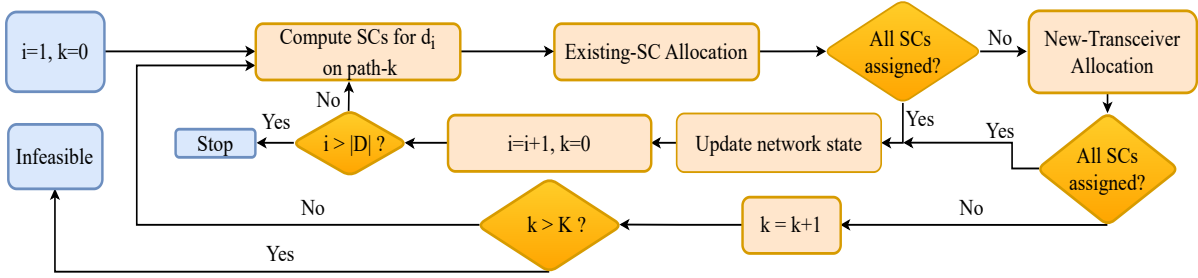 i=1, k=0
Compute SCs for dᵢ
on path-k
Existing-SC Allocation
All SCs
assigned?
No
New-Transceiver
Allocation
Yes
Yes
All SCs
assigned?
Update network state
i=i+1, k=0
i > |D| ?
No
Yes
Stop
Infeasible
No
k = k+1
k > K ?
No
Yes